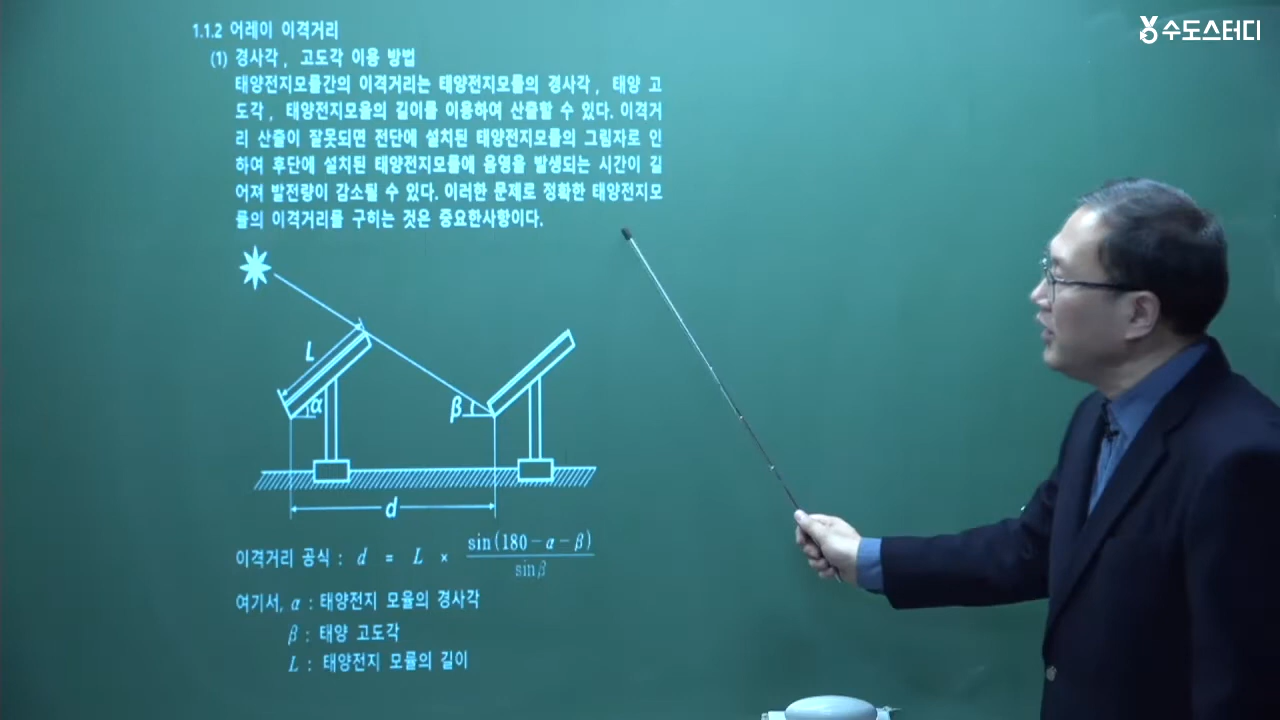 수도스터디
1.1.2 어레이 이격거리
(1) 경사각, 고도각 이용 방법
태양전지모듈간의 이격거리는 태양전지모듈의 경사각, 태양 고
도각, 태양전지모율의 길이를 이용하여 산출할 수 있다. 이격거
리 산출이 잘못되면 전단에 설치된 태양전지모듈의 그림자로 인
하여 후단에 설치된 태양전지모듈에 음영을 발생되는 시간이 길
어져 발전량이 감소될 수 있다. 이러한 문제로 정확한 태양전지모
듈의 이격거리를 구히는 것은 중요한사항이다.
L
α
β
d
이격거리 공식 : d = L × sin(180-α-β) / sinβ
여기서, α : 태양전지 모율의 경사각
β : 태양 고도각
L : 태양전지 모률의 길이